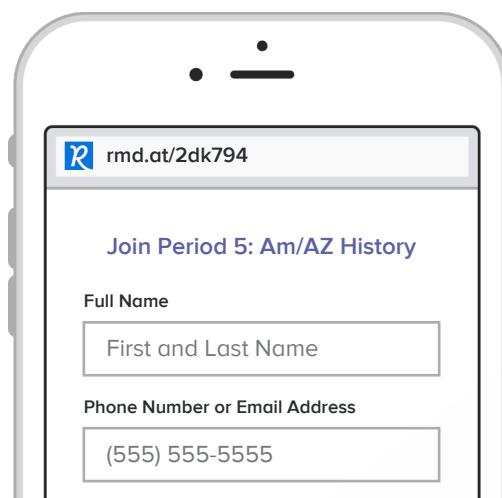 rmd.at/2dk794
Join Period 5: Am/AZ History
Full Name
First and Last Name
Phone Number or Email Address
(555) 555-5555